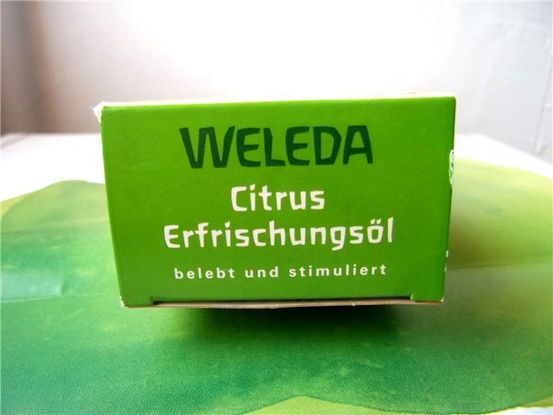 WELEDA
Citrus
Erfrischungsöl
belebt und stimuliert